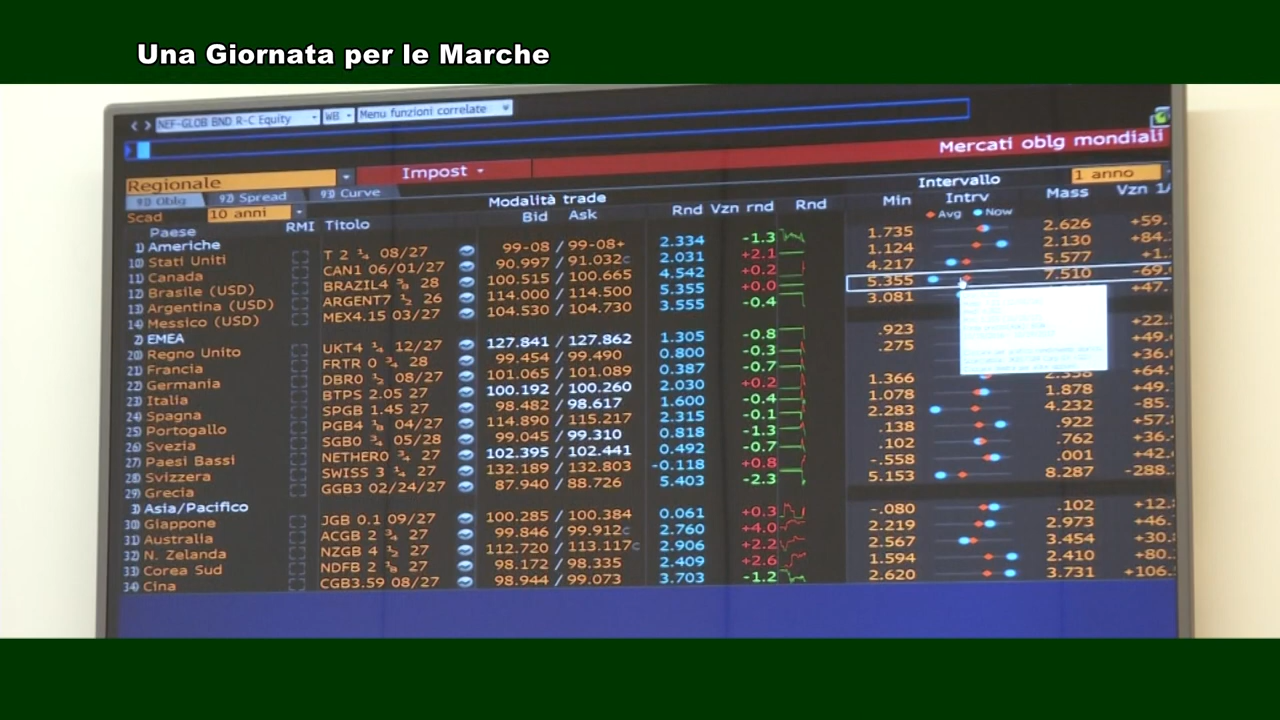 Una Giornata per le Marche
< > NEF-GLOB BND R-C Equity WB Menu funzioni correlate
Mercati oblg mondiali
Regionale Impost 1 anno
91) Oblg 92) Spread 93) Curve
Modalità trade Intervallo
Scad 10 anni
Paese RMI Titolo Bid Ask Rnd Vzn rnd Rnd Min Intrv Mass Vzn 1A
Avg Now
1) Americhe
10) Stati Uniti T 2 ¼ 08/27 99-08 / 99-08+ 2.334 -1.3 1.735 2.626 +59.
11) Canada CAN1 06/01/27 90.997 / 91.032c 2.031 +2.1 1.124 2.130 +84.
12) Brasile (USD) BRAZIL4 ⅝ 28 100.515 / 100.665 4.542 +0.2 4.217 5.577 +1.
13) Argentina (USD) ARGENT7 ½ 26 114.000 / 114.500 5.355 +0.0 5.355 7.510 -69.
14) Messico (USD) MEX4.15 03/27 104.530 / 104.730 3.555 -0.4 3.081 +47.
2) EMEA
20) Regno Unito UKT4 ¼ 12/27 127.841 / 127.862 1.305 -0.8 .923 +22.
21) Francia FRTR 0 ¾ 28 99.454 / 99.490 0.800 -0.3 .275 +49.
22) Germania DBR0 ½ 08/27 101.065 / 101.089 0.387 -0.7 +36.
23) Italia BTPS 2.05 27 100.192 / 100.260 2.030 +0.2 1.366 +64.
24) Spagna SPGB 1.45 27 98.482 / 98.617 1.600 -0.4 1.078 1.878 +49.
25) Portogallo PGB4 04/27 114.890 / 115.217 2.315 -0.1 2.283 4.232 -85.
26) Svezia SGB0 ¾ 05/28 99.045 / 99.310 0.818 -1.3 .138 .922 +57.
27) Paesi Bassi NETHER0 ¾ 27 102.395 / 102.441 0.492 -0.7 .102 .762 +36.
28) Svizzera SWISS 3 ¼ 27 132.189 / 132.803 -0.118 +0.8 -.558 .001 +42.
29) Grecia GGB3 02/24/27 87.940 / 88.726 5.403 -2.3 5.153 8.287 -288.
3) Asia/Pacifico
30) Giappone JGB 0.1 09/27 100.285 / 100.384 0.061 +0.3 -.080 .102 +12.
31) Australia ACGB 2 ¾ 27 99.846 / 99.912c 2.760 +4.0 2.219 2.973 +46.
32) N. Zelanda NZGB 4 ½ 27 112.720 / 113.117c 2.906 +2.2 2.567 3.454 +30.
33) Corea Sud NDFB 2 ⅛ 27 98.172 / 98.335 2.409 +2.6 1.594 2.410 +80.
34) Cina CGB3.59 08/27 98.944 / 99.073 3.703 -1.2 2.620 3.731 +106.